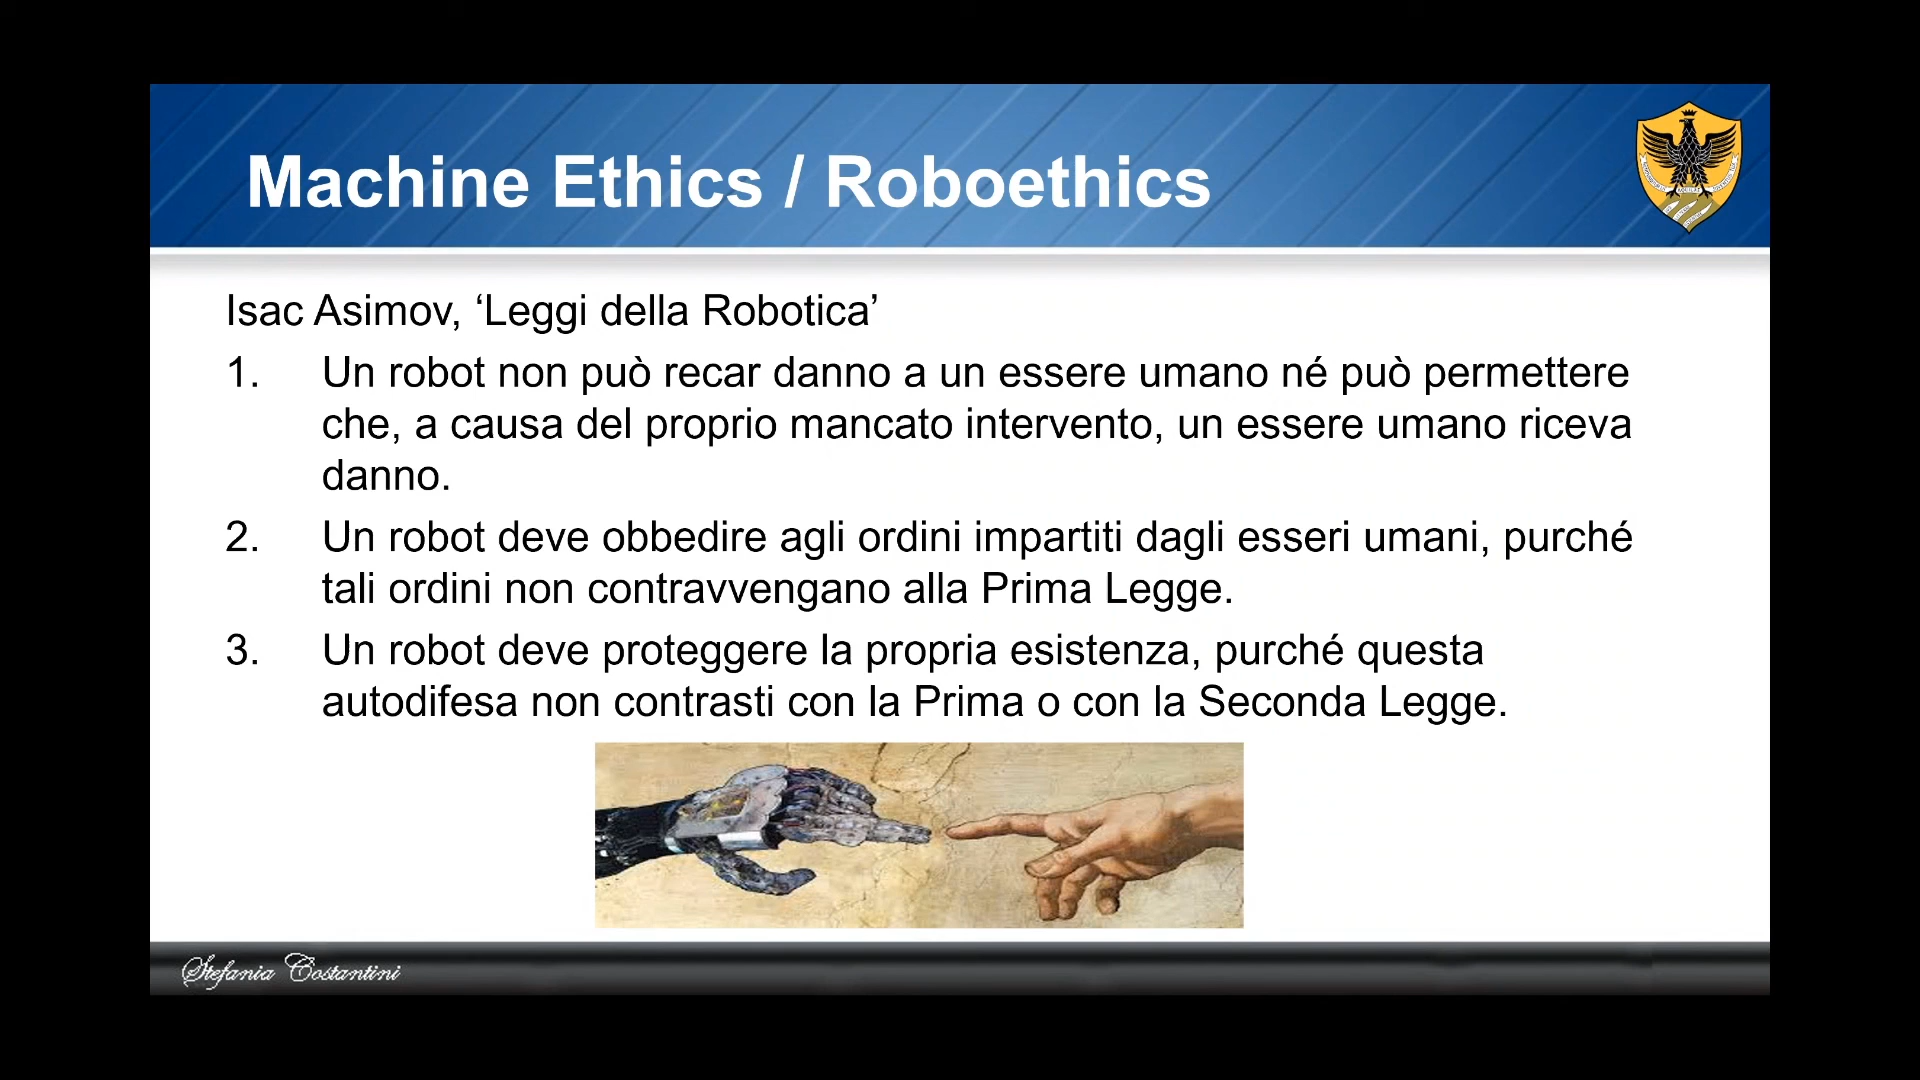 Machine Ethics / Roboethics
Isac Asimov, ‘Leggi della Robotica’
1. Un robot non può recar danno a un essere umano né può permettere
che, a causa del proprio mancato intervento, un essere umano riceva
danno.
2. Un robot deve obbedire agli ordini impartiti dagli esseri umani, purché
tali ordini non contravvengano alla Prima Legge.
3. Un robot deve proteggere la propria esistenza, purché questa
autodifesa non contrasti con la Prima o con la Seconda Legge.
Stefania Costantini